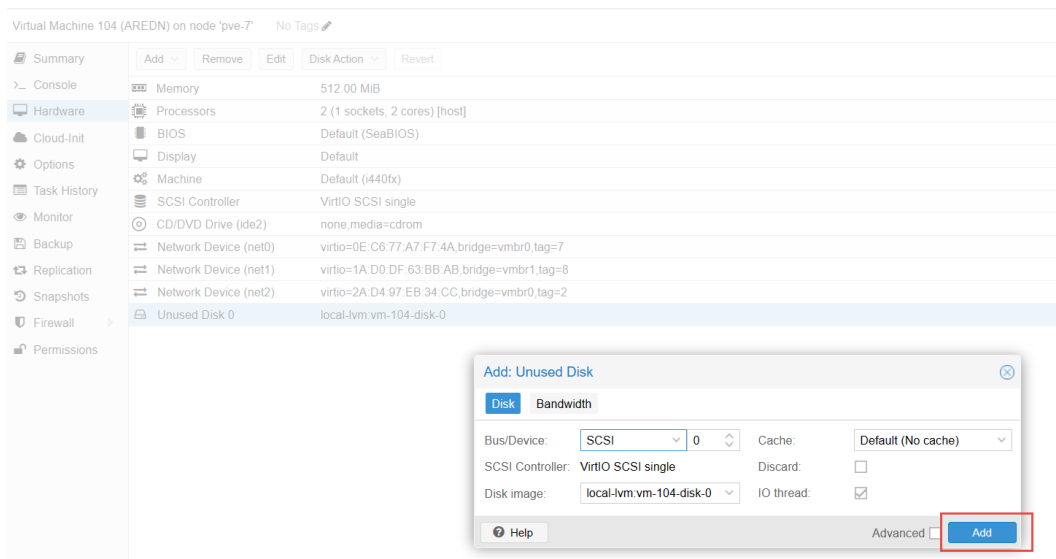 Virtual Machine 104 (AREDN) on node 'pve-7' No Tags
Summary
Console
Hardware
Cloud-Init
Options
Task History
Monitor
Backup
Replication
Snapshots
Firewall
Permissions
Add Remove Edit Disk Action Revert
Memory 512.00 MiB
Processors 2 (1 sockets, 2 cores) [host]
BIOS Default (SeaBIOS)
Display Default
Machine Default (i440fx)
SCSI Controller VirtIO SCSI single
CD/DVD Drive (ide2) none,media=cdrom
Network Device (net0) virtio=0E:C6:77:A7:F7:4A,bridge=vmbr0,tag=7
Network Device (net1) virtio=1A:D0:DF:63:BB:AB,bridge=vmbr1,tag=8
Network Device (net2) virtio=2A:D4:97:EB:34:CC,bridge=vmbr0,tag=2
Unused Disk 0 local-lvm:vm-104-disk-0
Add: Unused Disk
Disk Bandwidth
Bus/Device: SCSI 0 Cache: Default (No cache)
SCSI Controller: VirtIO SCSI single Discard:
Disk image: local-lvm:vm-104-disk-0 IO thread:
Help Advanced Add